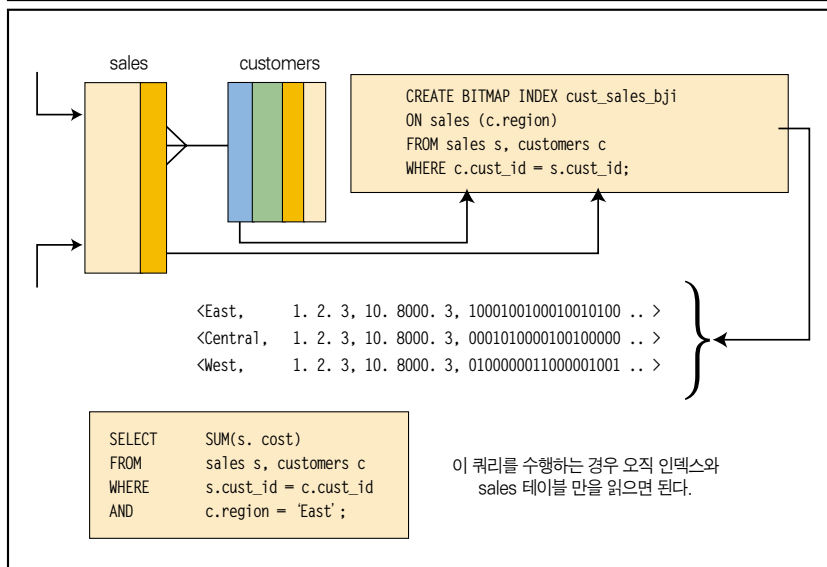 sales
customers
CREATE BITMAP INDEX cust_sales_bji
ON sales (c.region)
FROM sales s, customers c
WHERE c.cust_id = s.cust_id;
<East, 1. 2. 3, 10. 8000. 3, 1000100100010010100 .. >
<Central, 1. 2. 3, 10. 8000. 3, 0001010000100100000 .. >
<West, 1. 2. 3, 10. 8000. 3, 0100000011000001001 .. >
SELECT SUM(s. cost)
FROM sales s, customers c
WHERE s.cust_id = c.cust_id
AND c.region = ‘East’;
이 쿼리를 수행하는 경우 오직 인덱스와
sales 테이블 만을 읽으면 된다.